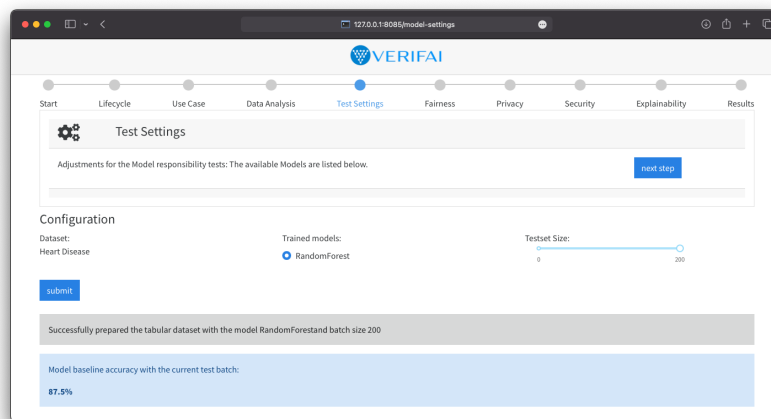 127.0.0.1:8085/model-settings
VERIFAI
Start Lifecycle Use Case Data Analysis Test Settings Fairness Privacy Security Explainability Results
Test Settings
Adjustments for the Model responsibility tests: The available Models are listed below.
next step
Configuration
Dataset: Trained models: Testset Size:
Heart Disease RandomForest
0 200
submit
Successfully prepared the tabular dataset with the model RandomForestand batch size 200
Model baseline accuracy with the current test batch:
87.5%